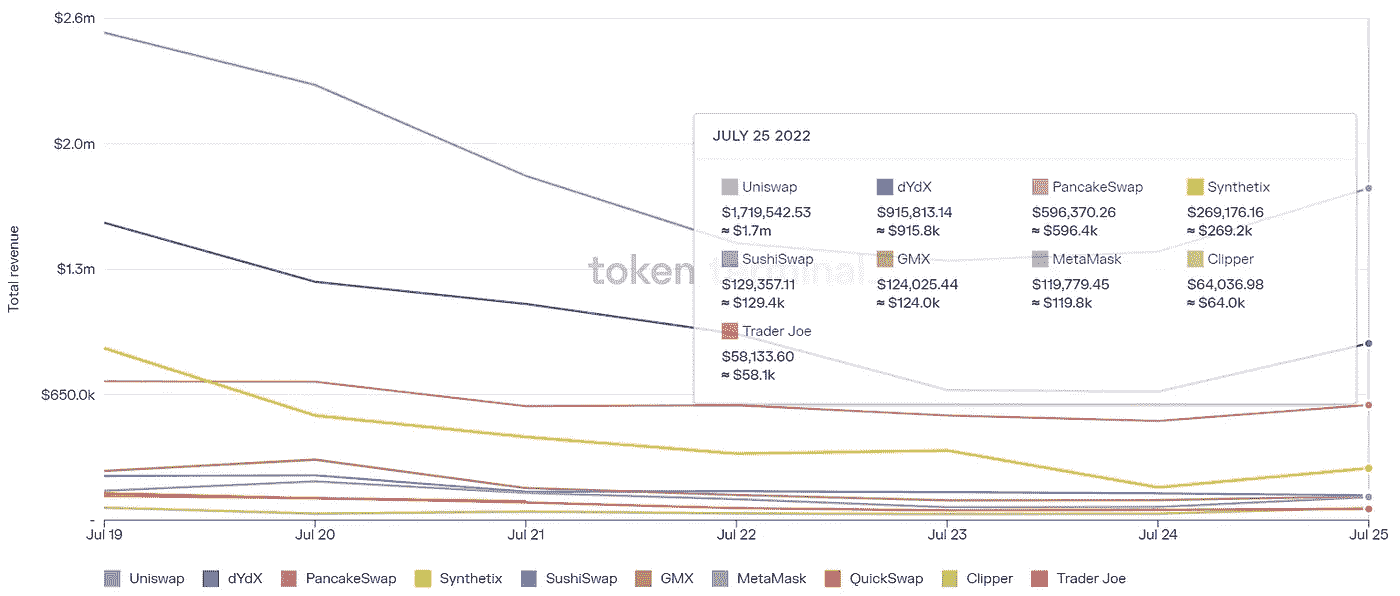 $2.6m
$2.0m
$1.3m
$650.0k
-
Total revenue
token terminal
JULY 25 2022
Uniswap dYdX PancakeSwap Synthetix
$1,719,542.53 $915,813.14 $596,370.26 $269,176.16
≈ $1.7m ≈ $915.8k ≈ $596.4k ≈ $269.2k
SushiSwap GMX MetaMask Clipper
$129,357.11 $124,025.44 $119,779.45 $64,036.98
≈ $129.4k ≈ $124.0k ≈ $119.8k ≈ $64.0k
Trader Joe
$58,133.60
≈ $58.1k
Jul 19 Jul 20 Jul 21 Jul 22 Jul 23 Jul 24 Jul 25
Uniswap dYdX PancakeSwap Synthetix SushiSwap GMX MetaMask QuickSwap Clipper Trader Joe